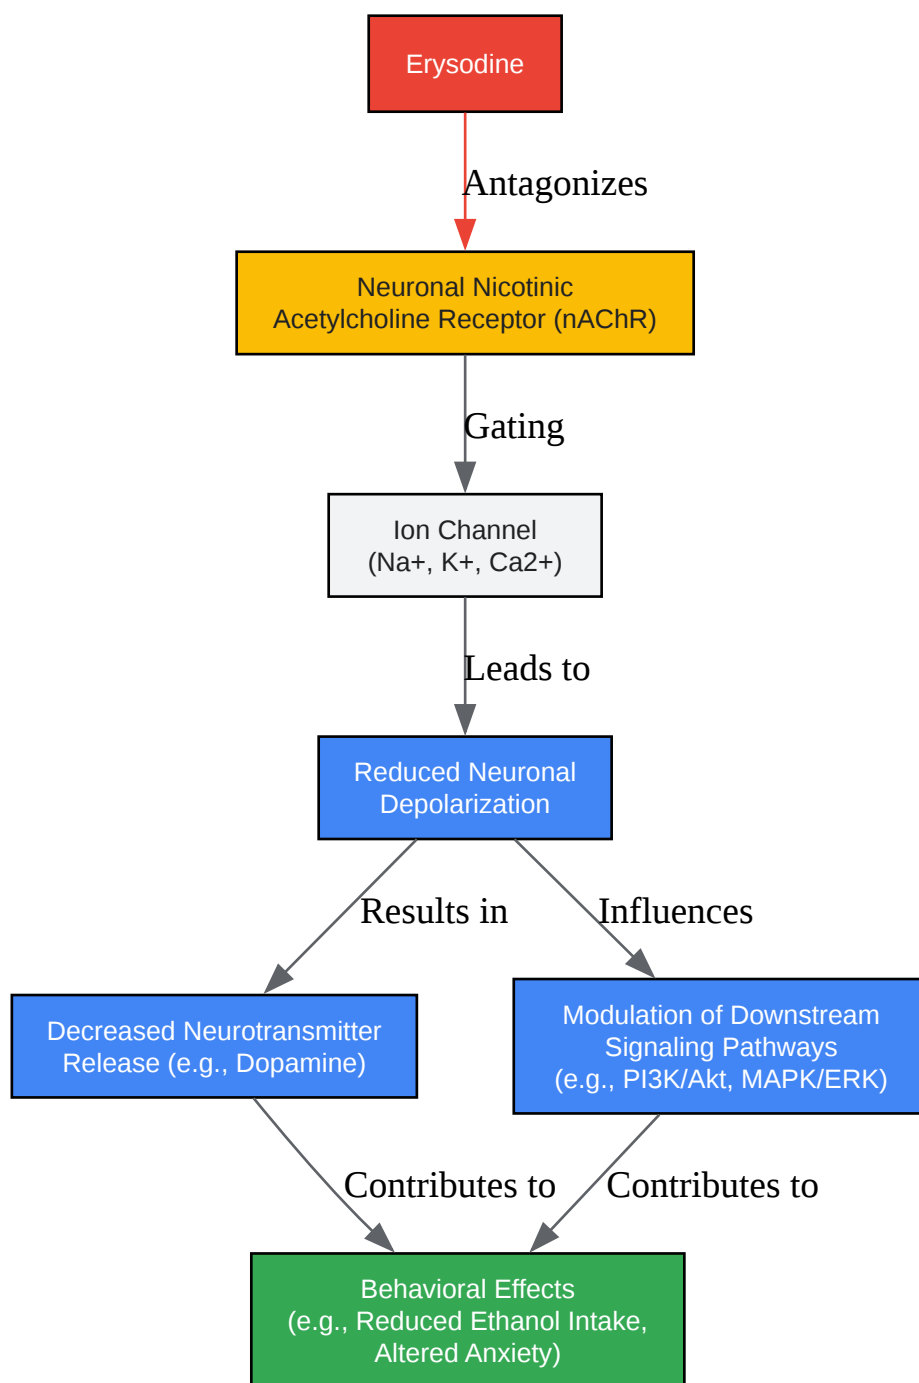 Erysodine
Antagonizes
Neuronal Nicotinic
Acetylcholine Receptor (nAChR)
Gating
Ion Channel
(Na+, K+, Ca2+)
Leads to
Reduced Neuronal
Depolarization
Results in
Influences
Decreased Neurotransmitter
Release (e.g., Dopamine)
Modulation of Downstream
Signaling Pathways
(e.g., PI3K/Akt, MAPK/ERK)
Contributes to
Contributes to
Behavioral Effects
(e.g., Reduced Ethanol Intake,
Altered Anxiety)